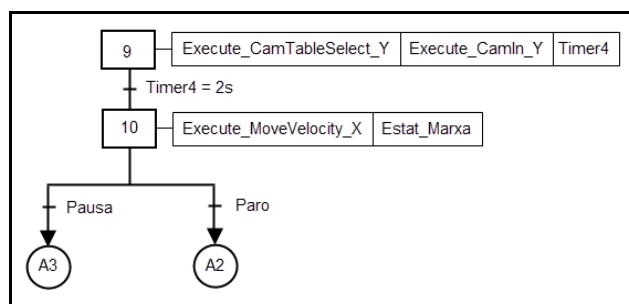 9
Execute_CamTableSelect_Y Execute_CamIn_Y Timer4
Timer4 = 2s
10
Execute_MoveVelocity_X Estat_Marxa
Pausa
Paro
A3
A2